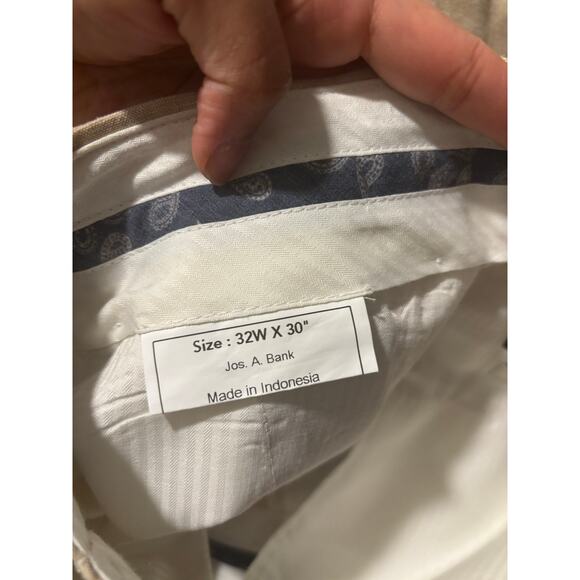 Size : 32W X 30"
Jos. A. Bank
Made in Indonesia